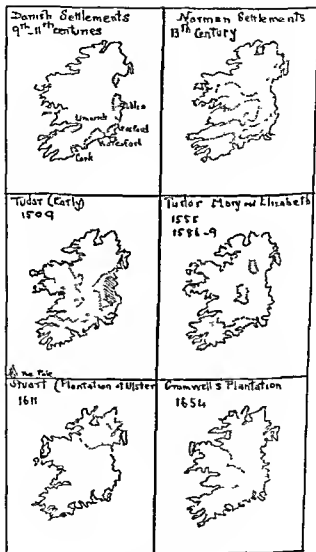 Danish Settlements
9th-11th centuries
Dublin
Limerick
Wexford
Waterford
Cork
Norman Settlements
13th Century
Tudor (Early)
1509
The Pale
Tudor Mary and Elizabeth
1555
1586-9
Stuart (Plantation of Ulster
1611
Cromwell's Plantation
1654